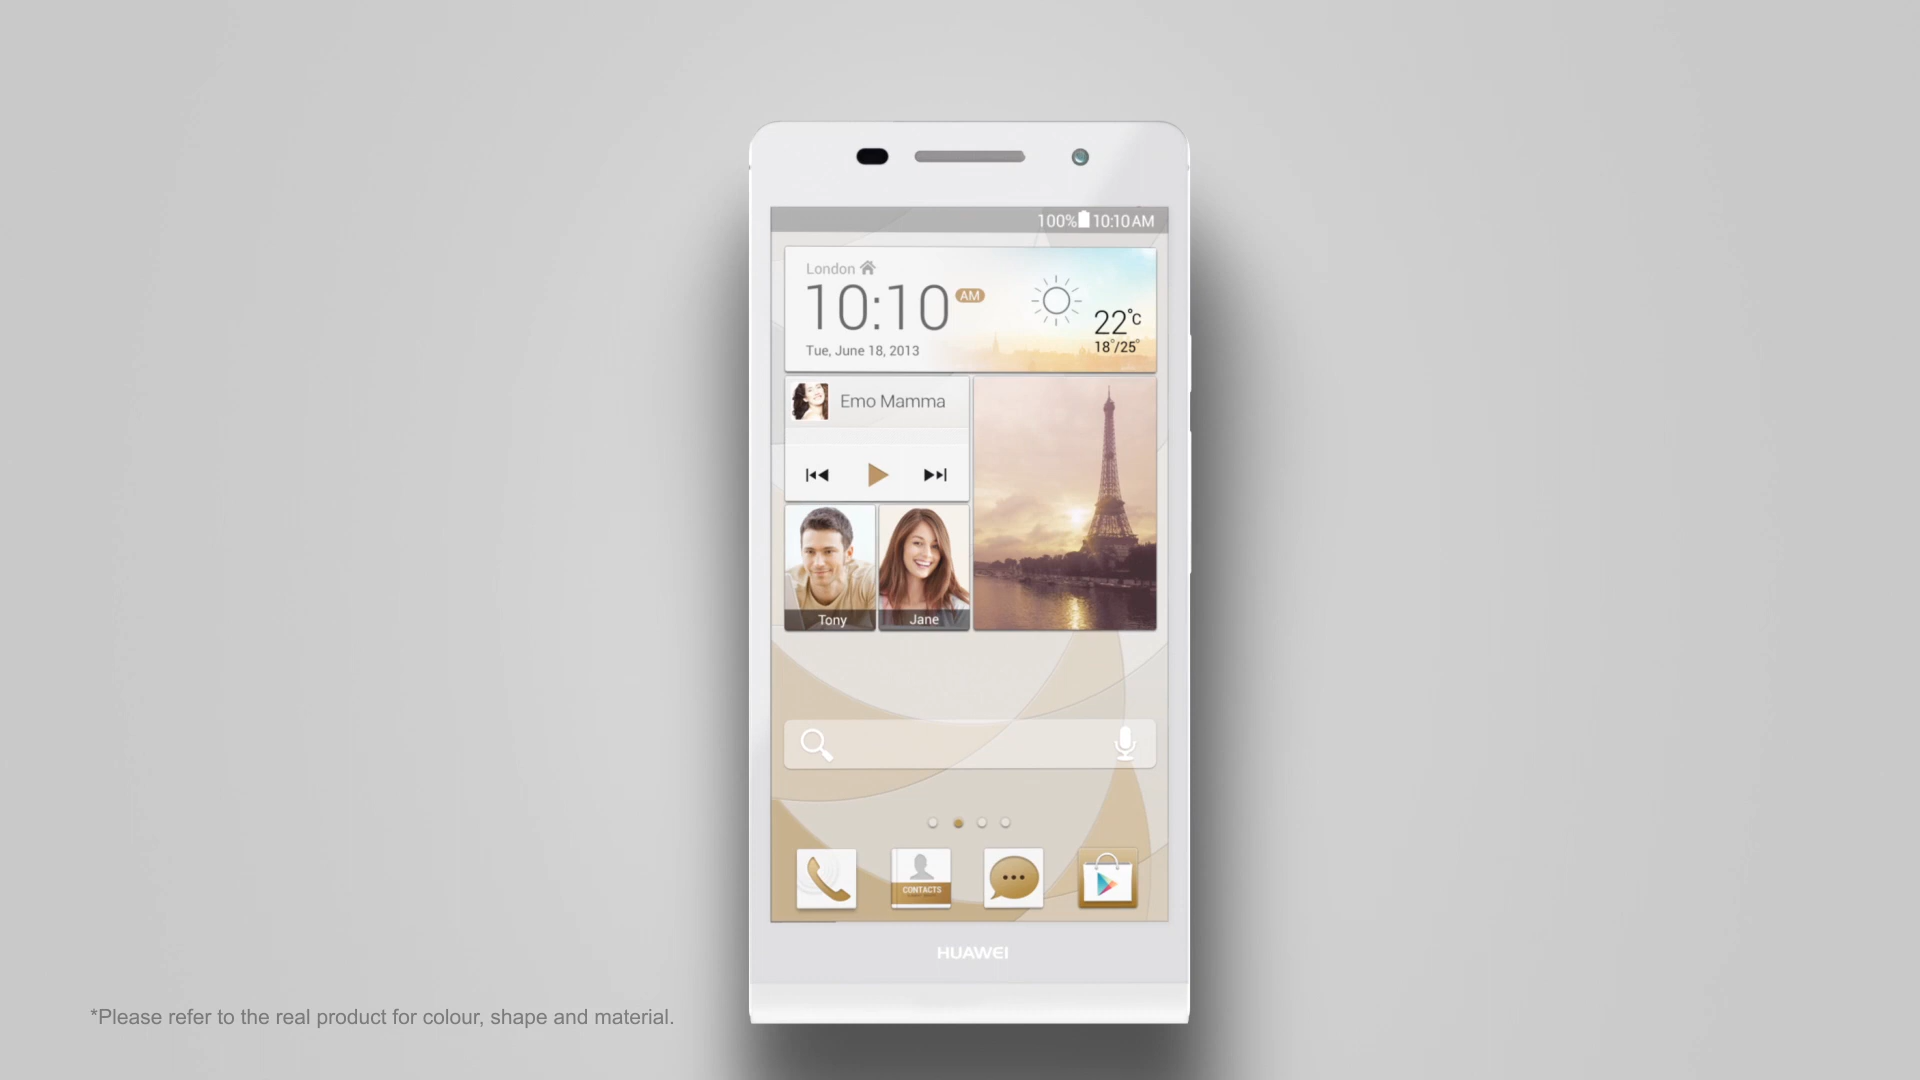 100% 10:10 AM
London
10:10 AM
22°c
18°/25°
Tue, June 18, 2013
Emo Mamma
Tony
Jane
CONTACTS
HUAWEI
*Please refer to the real product for colour, shape and material.